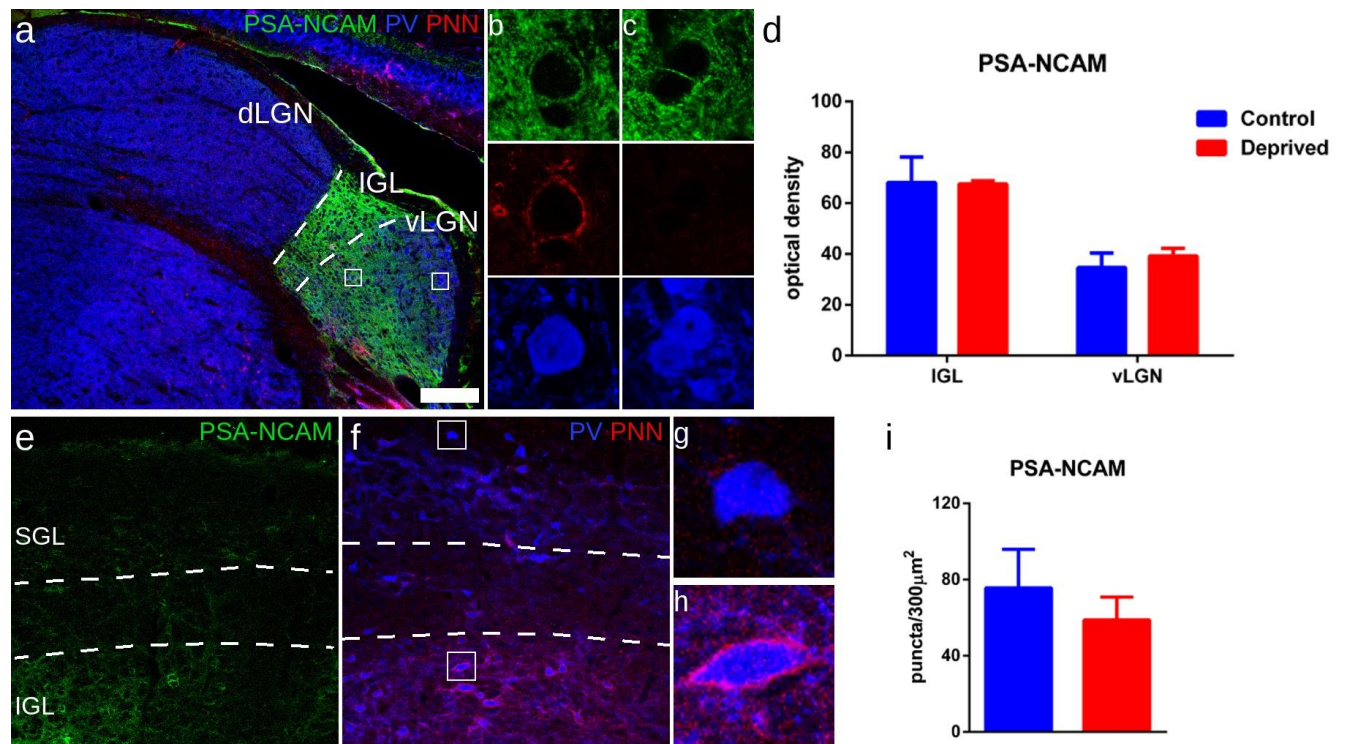 a
PSA-NCAM PV PNN
dLGN
IGL
vLGN
b
c
d
PSA-NCAM
optical density
100
80
60
40
20
0
IGL
vLGN
Control
Deprived
e
PSA-NCAM
SGL
IGL
f
PV PNN
g
h
i
PSA-NCAM
puncta/300μm²
120
80
40
0